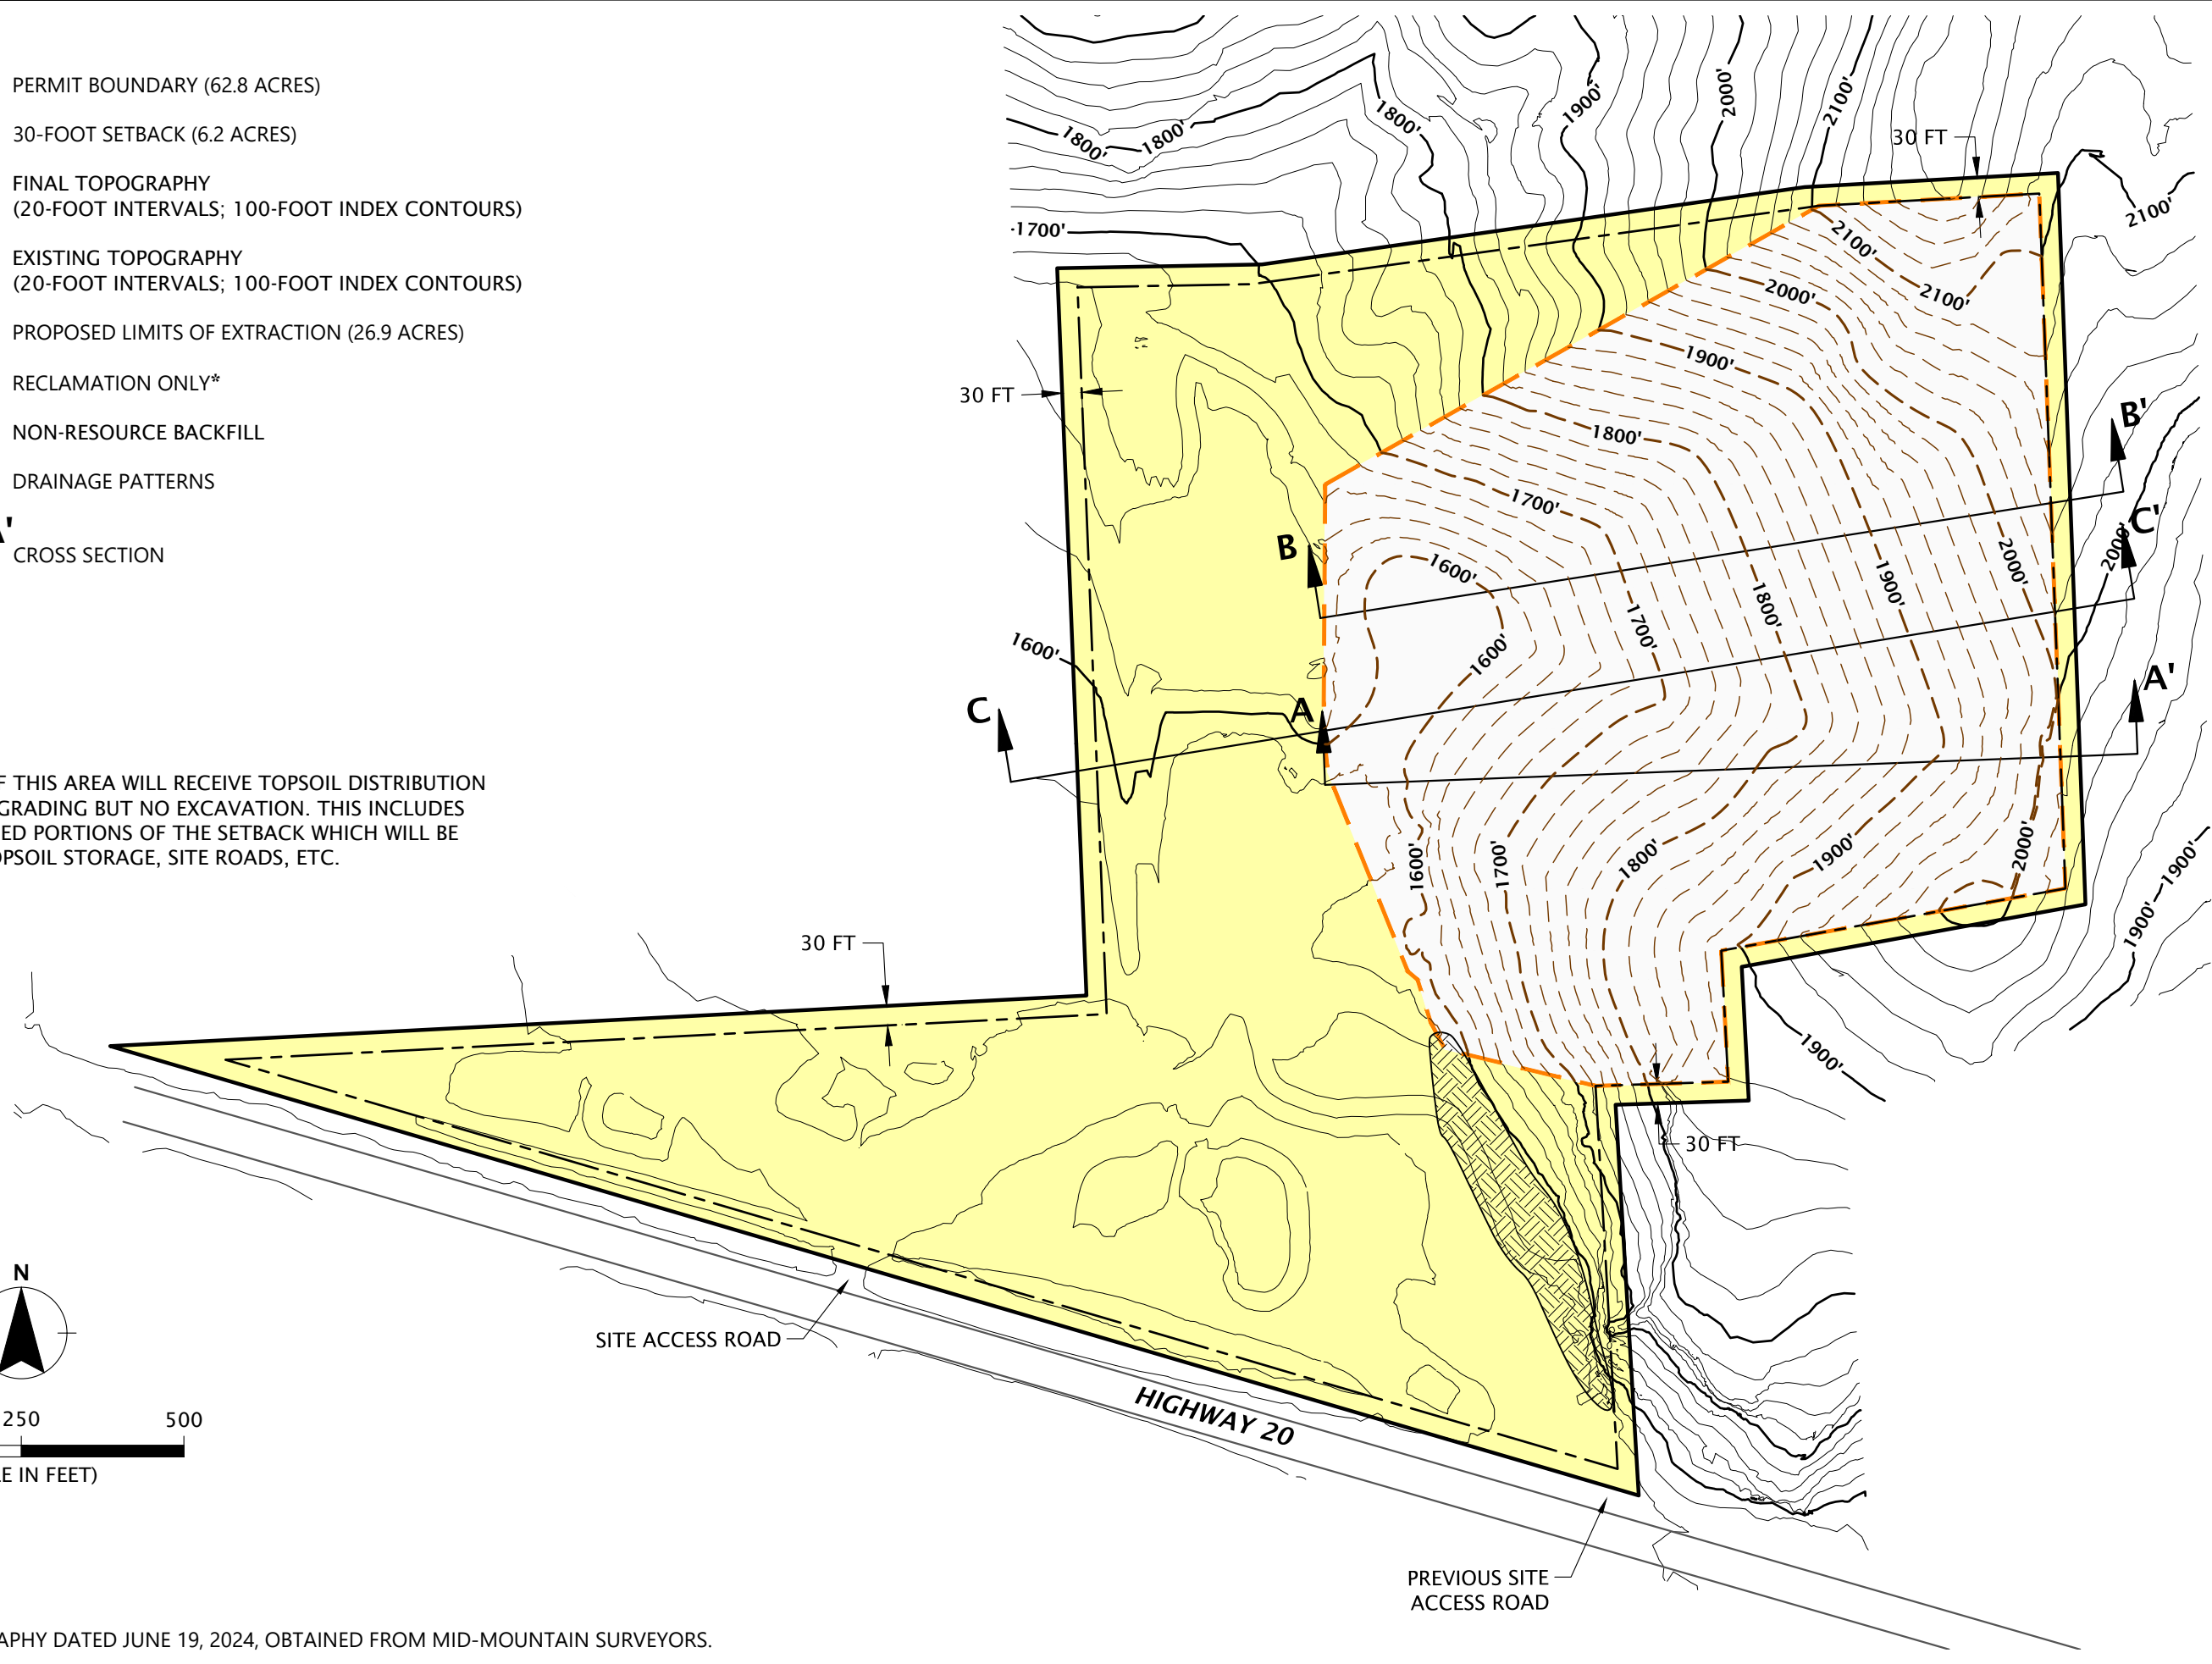 PERMIT BOUNDARY (62.8 ACRES)
30-FOOT SETBACK (6.2 ACRES)
FINAL TOPOGRAPHY
(20-FOOT INTERVALS; 100-FOOT INDEX CONTOURS)
EXISTING TOPOGRAPHY
(20-FOOT INTERVALS; 100-FOOT INDEX CONTOURS)
PROPOSED LIMITS OF EXTRACTION (26.9 ACRES)
RECLAMATION ONLY*
NON-RESOURCE BACKFILL
DRAINAGE PATTERNS
CROSS SECTION
F THIS AREA WILL RECEIVE TOPSOIL DISTRIBUTION
GRADING BUT NO EXCAVATION. THIS INCLUDES
ED PORTIONS OF THE SETBACK WHICH WILL BE
OPSOIL STORAGE, SITE ROADS, ETC.
N
250 500
E IN FEET)
APHY DATED JUNE 19, 2024, OBTAINED FROM MID-MOUNTAIN SURVEYORS.
1800'
1800'
1800'
1900'
2000'
2100'
30 FT
2100'
-1700'
2100'
2000'
2100'
1900'
30 FT
1800'
B'
1700'
C'
B
1600'
2000'
2000'
1900'
1800'
1700'
1600'
1600'
A'
C
A
1600'
1700'
1800'
1900'
2000'
1900'
1900'
30 FT
1900'
30 FT
SITE ACCESS ROAD
HIGHWAY 20
PREVIOUS SITE
ACCESS ROAD